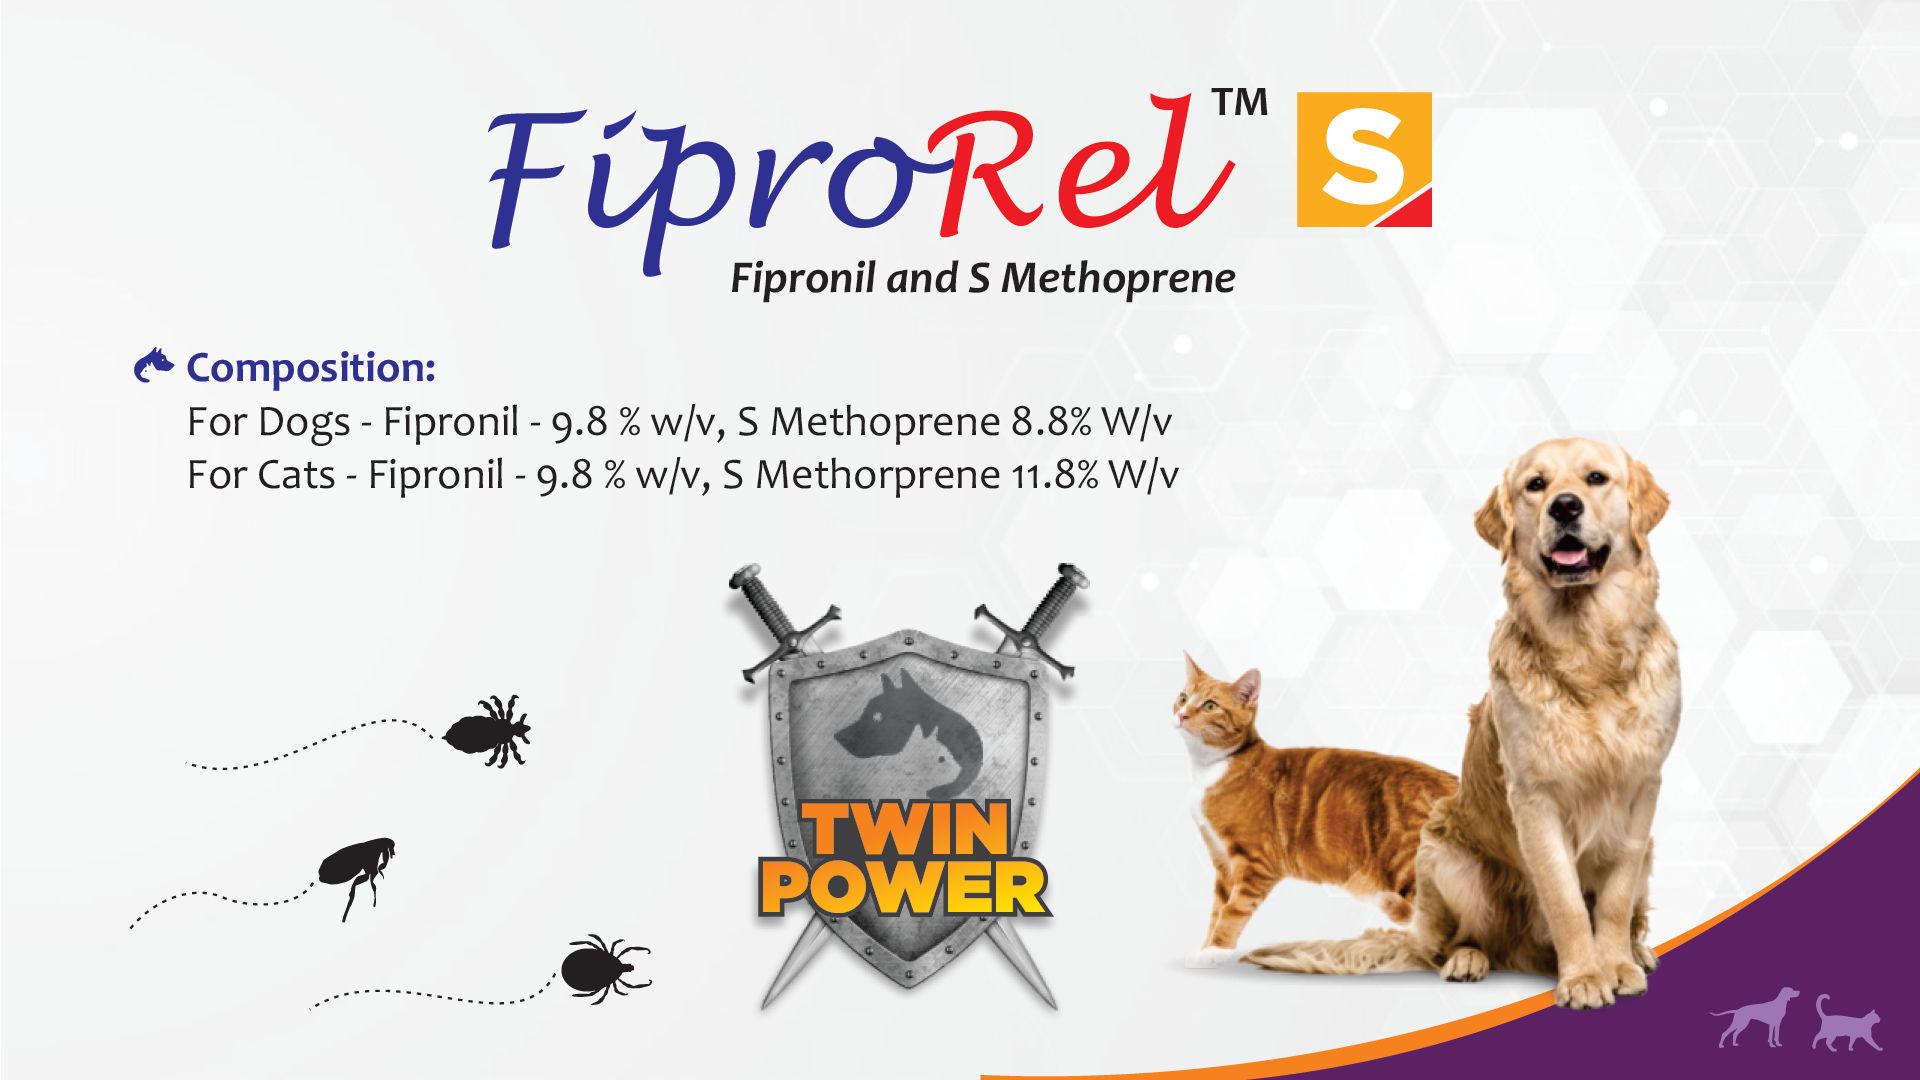 FiproRel™ S
Fipronil and S Methoprene
Composition:
For Dogs - Fipronil - 9.8 % w/v, S Methoprene 8.8% W/v
For Cats - Fipronil - 9.8 % w/v, S Methorprene 11.8% W/v
TWIN
POWER